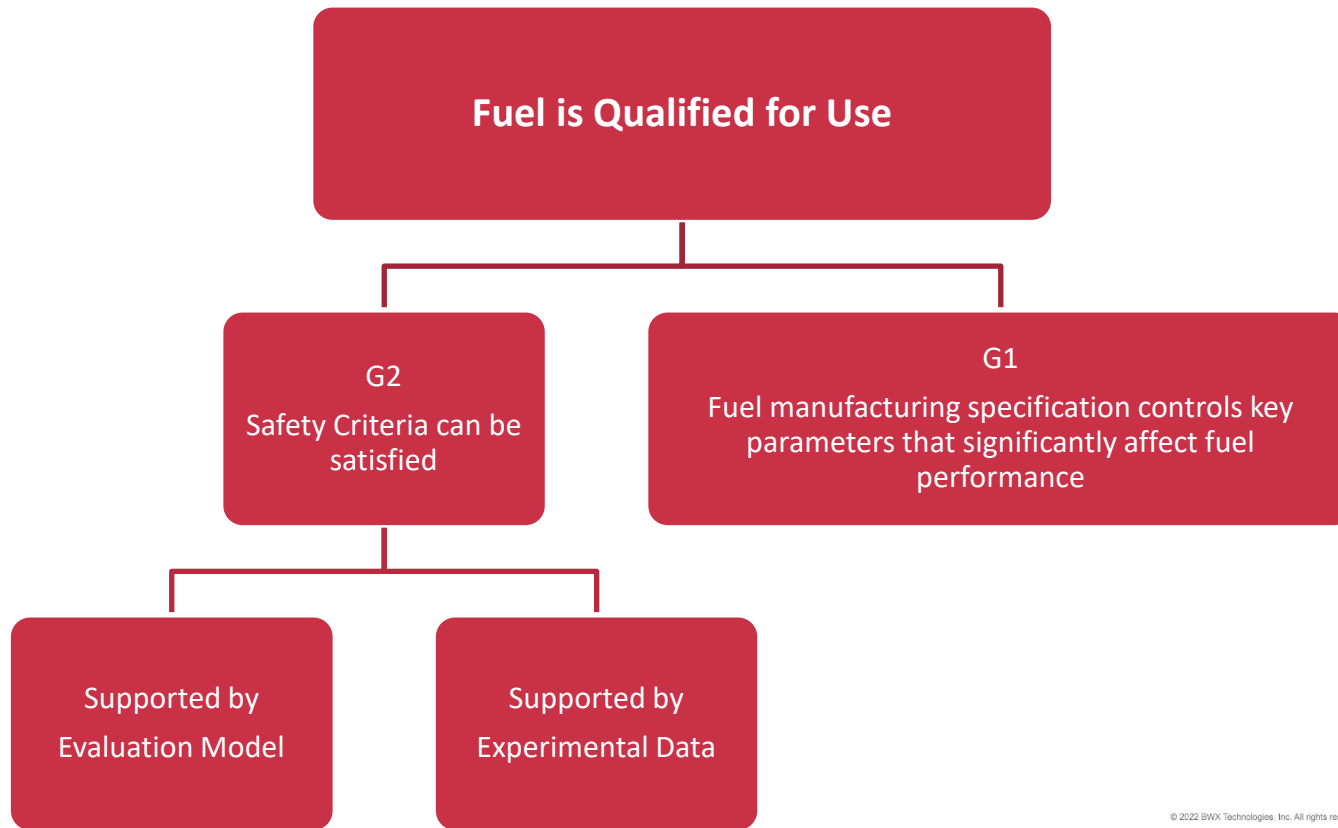 Fuel is Qualified for Use
G2
Safety Criteria can be
satisfied
G1
Fuel manufacturing specification controls key
parameters that significantly affect fuel
performance
Supported by
Evaluation Model
Supported by
Experimental Data
© 2022 BWX Technologies, Inc. All rights